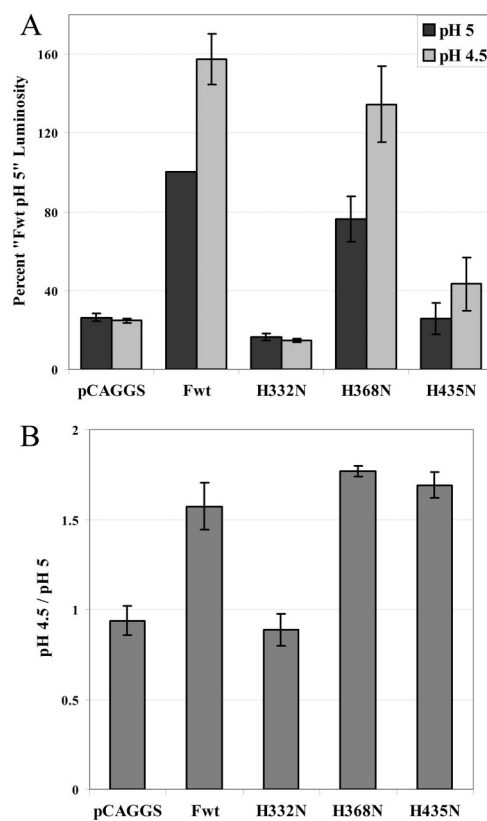 A
pH 5
pH 4.5
Percent "Fwt pH 5" Luminosity
160
120
80
40
0
pCAGGS Fwt H332N H368N H435N
B
pH 4.5 / pH 5
2
1.5
1
0.5
0
pCAGGS Fwt H332N H368N H435N